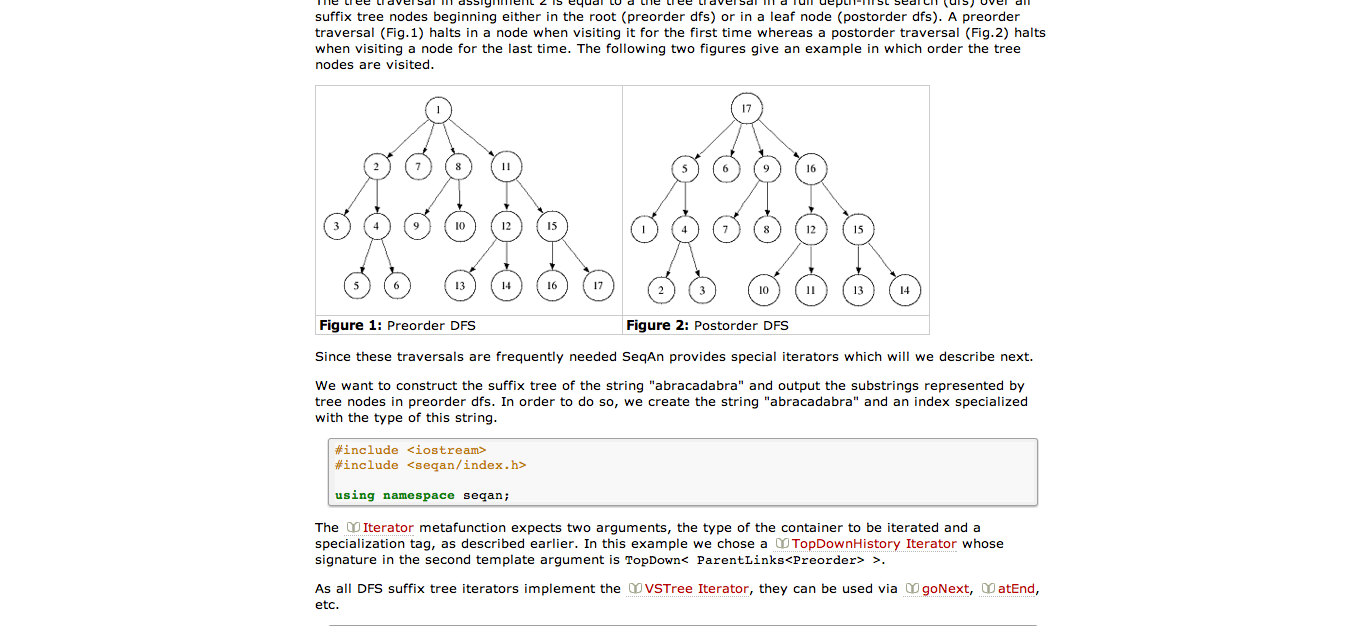 The tree traversal in assignment 2 is equal to a the tree traversal in a full depth-first search (dfs) over all
suffix tree nodes beginning either in the root (preorder dfs) or in a leaf node (postorder dfs). A preorder
traversal (Fig.1) halts in a node when visiting it for the first time whereas a postorder traversal (Fig.2) halts
when visiting a node for the last time. The following two figures give an example in which order the tree
nodes are visited.
1
2 7 8 11
3 4 9 10 12 15
5 6 13 14 16 17
Figure 1: Preorder DFS
17
5 6 9 16
1 4 7 8 12 15
2 3 10 11 13 14
Figure 2: Postorder DFS
Since these traversals are frequently needed SeqAn provides special iterators which will we describe next.
We want to construct the suffix tree of the string "abracadabra" and output the substrings represented by
tree nodes in preorder dfs. In order to do so, we create the string "abracadabra" and an index specialized
with the type of this string.
#include <iostream>
#include <seqan/index.h>
using namespace seqan;
The Iterator metafunction expects two arguments, the type of the container to be iterated and a
specialization tag, as described earlier. In this example we chose a TopDownHistory Iterator whose
signature in the second template argument is TopDown< ParentLinks<Preorder> >.
As all DFS suffix tree iterators implement the VSTree Iterator, they can be used via goNext, atEnd,
etc.